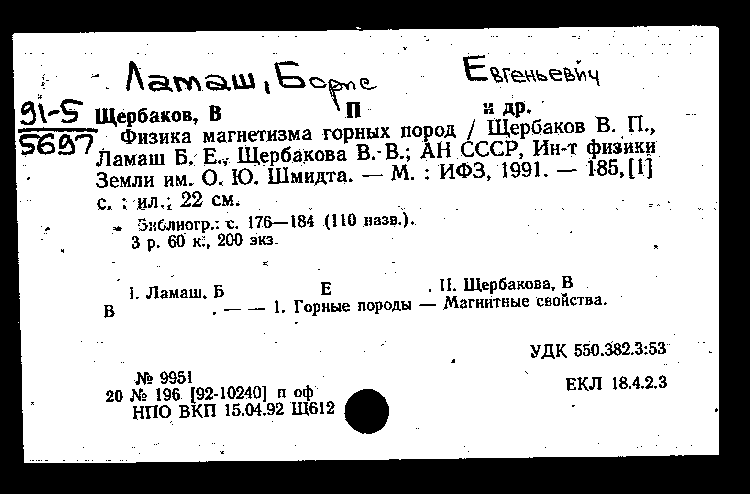 Ламаш, Борис Евгеньевич
91-5
5697
Щербаков, В П и др.
Физика магнетизма горных пород / Щербаков В. П.,
Ламаш Б. Е., Щербакова В. В.; АН СССР, Ин-т физики
Земли им. О. Ю. Шмидта. — М. : ИФЗ, 1991. — 185,[1]
с. : ил.; 22 см.
Библиогр.: с. 176—184 (110 назв.).
3 р. 60 к., 200 экз.
I. Ламаш, Б Е . II. Щербакова, В
В . — — 1. Горные породы — Магнитные свойства.
УДК 550.382.3:53
№ 9951
20 № 196 [92-10240] п оф
ЕКЛ 18.4.2.3
НПО ВКП 15.04.92 Щ612